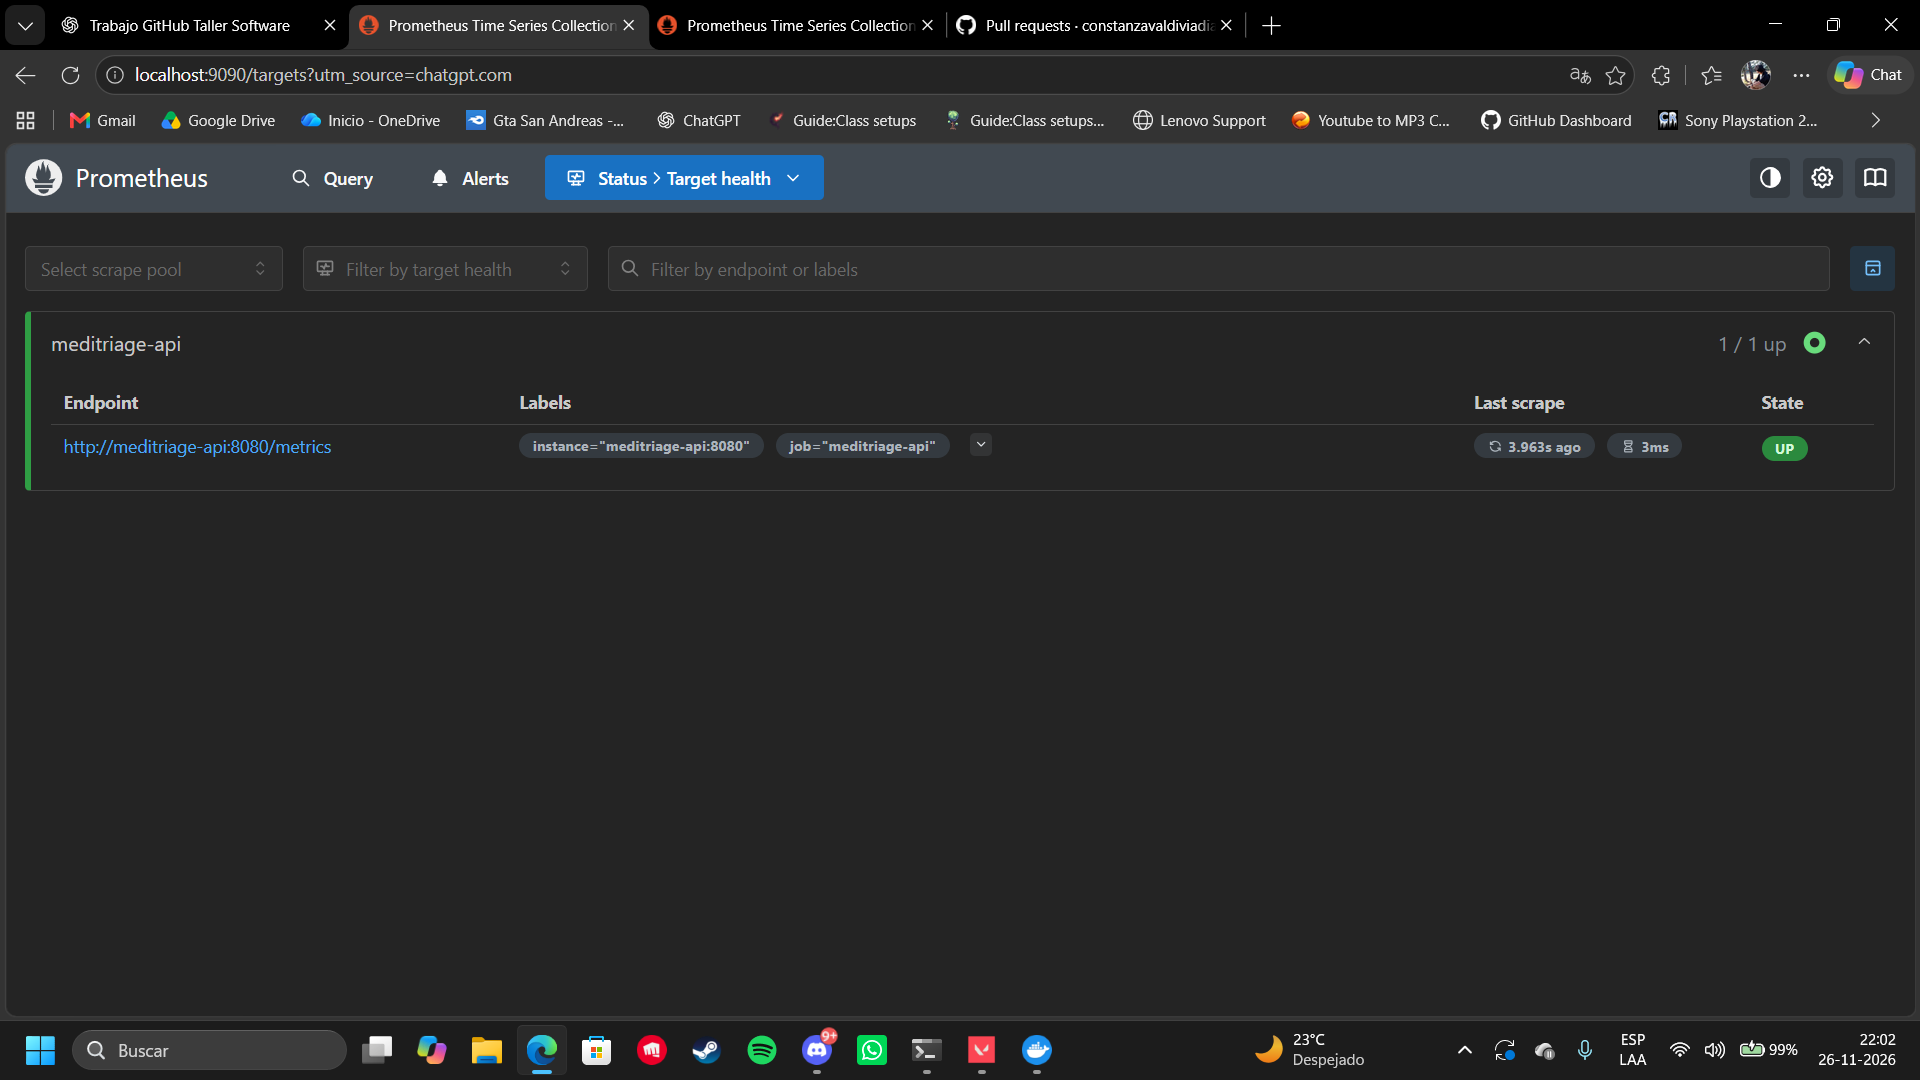 Trabajo GitHub Taller Software
Prometheus Time Series Collection
Prometheus Time Series Collection
Pull requests · constanzavaldiviadia
localhost:9090/targets?utm_source=chatgpt.com
Chat
Gmail
Google Drive
Inicio - OneDrive
Gta San Andreas -...
ChatGPT
Guide:Class setups
Guide:Class setups...
Lenovo Support
Youtube to MP3 C...
GitHub Dashboard
Sony Playstation 2...
Prometheus
Query
Alerts
Status > Target health
Select scrape pool
Filter by target health
Filter by endpoint or labels
meditriage-api
1 / 1 up
Endpoint
Labels
Last scrape
State
http://meditriage-api:8080/metrics
instance="meditriage-api:8080"
job="meditriage-api"
3.963s ago
3ms
UP
Buscar
9+
23°C
Despejado
ESP
LAA
99%
22:02
26-11-2026